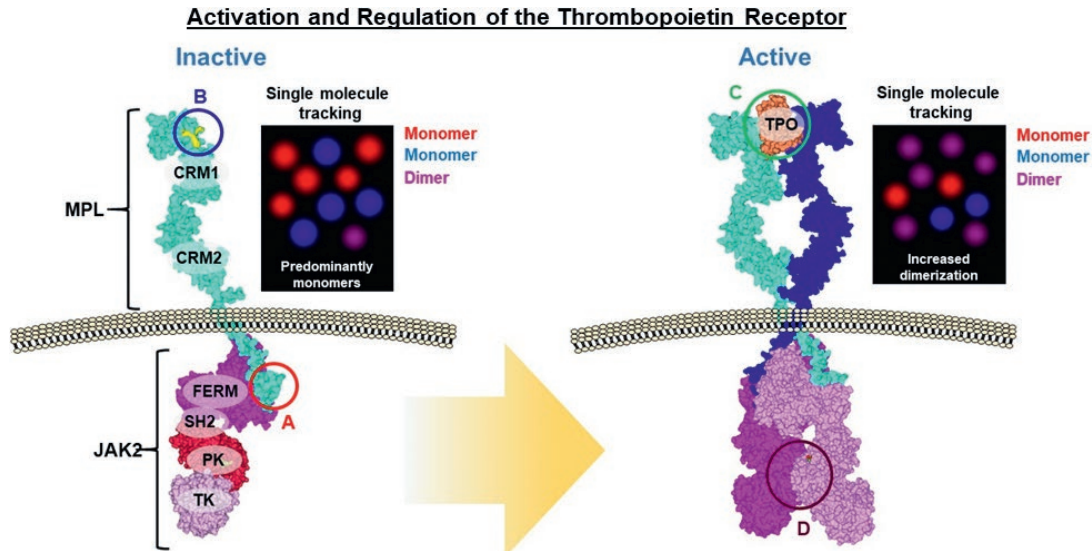 Activation and Regulation of the Thrombopoietin Receptor
Inactive
Active
B
Single molecule
tracking
Monomer
Monomer
Dimer
CRM1
MPL
CRM2
Predominantly
monomers
C
TPO
Single molecule
tracking
Monomer
Monomer
Dimer
Increased
dimerization
FERM
A
SH2
JAK2
PK
TK
D